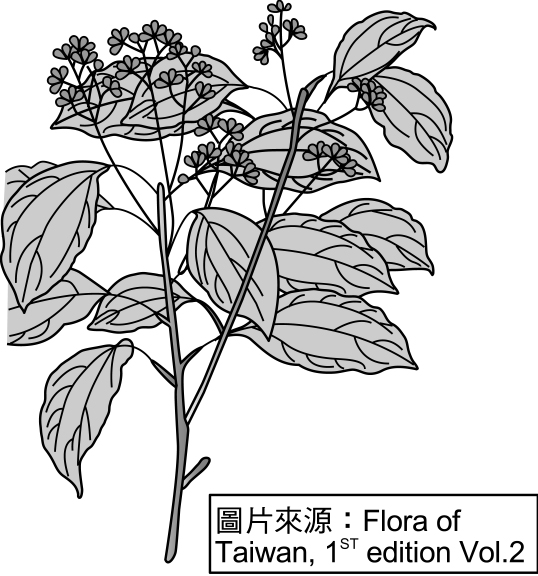 圖片來源：Flora of
Taiwan, 1ST edition Vol.2